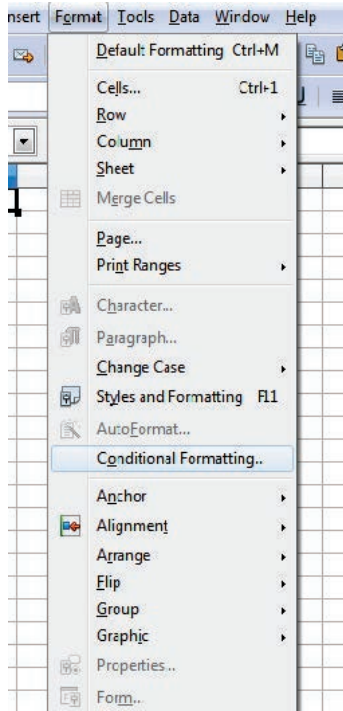 nsert Format Tools Data Window Help
Default Formatting Ctrl+M
Cells... Ctrl+1
Row
Column
Sheet
Merge Cells
Page...
Print Ranges
Character...
Paragraph...
Change Case
Styles and Formatting F11
AutoFormat...
Conditional Formatting..
Anchor
Alignment
Arrange
Flip
Group
Graphic
Properties..
Form..